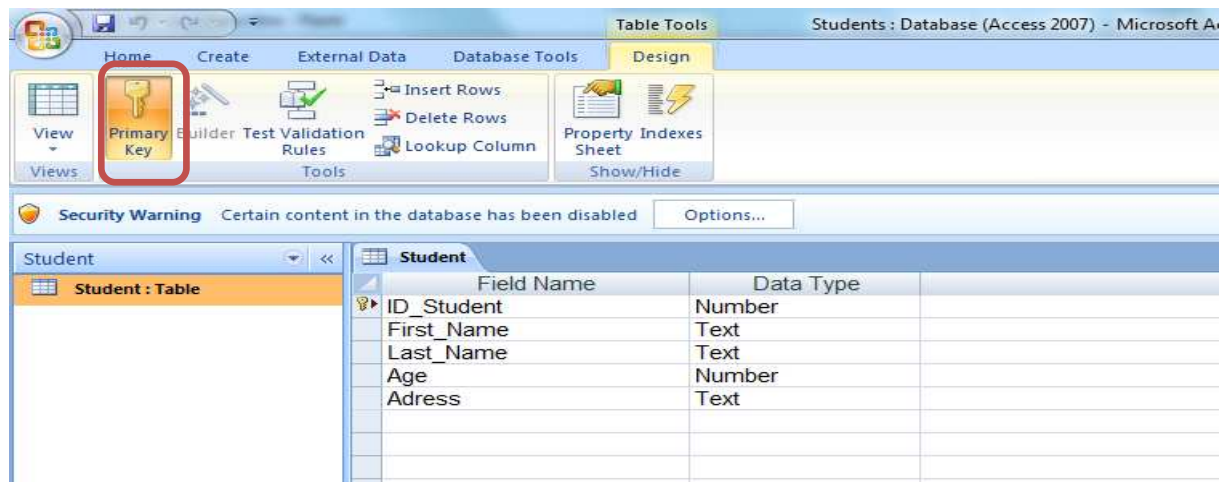 Table Tools Students : Database (Access 2007) - Microsoft A
Home Create External Data Database Tools Design
View
Primary Key
Builder
Test Validation Rules
Insert Rows
Delete Rows
Lookup Column
Property Sheet
Indexes
Views Tools Show/Hide
Security Warning Certain content in the database has been disabled Options...
Student « Student
Student : Table
Field Name Data Type
ID_Student Number
First_Name Text
Last_Name Text
Age Number
Adress Text